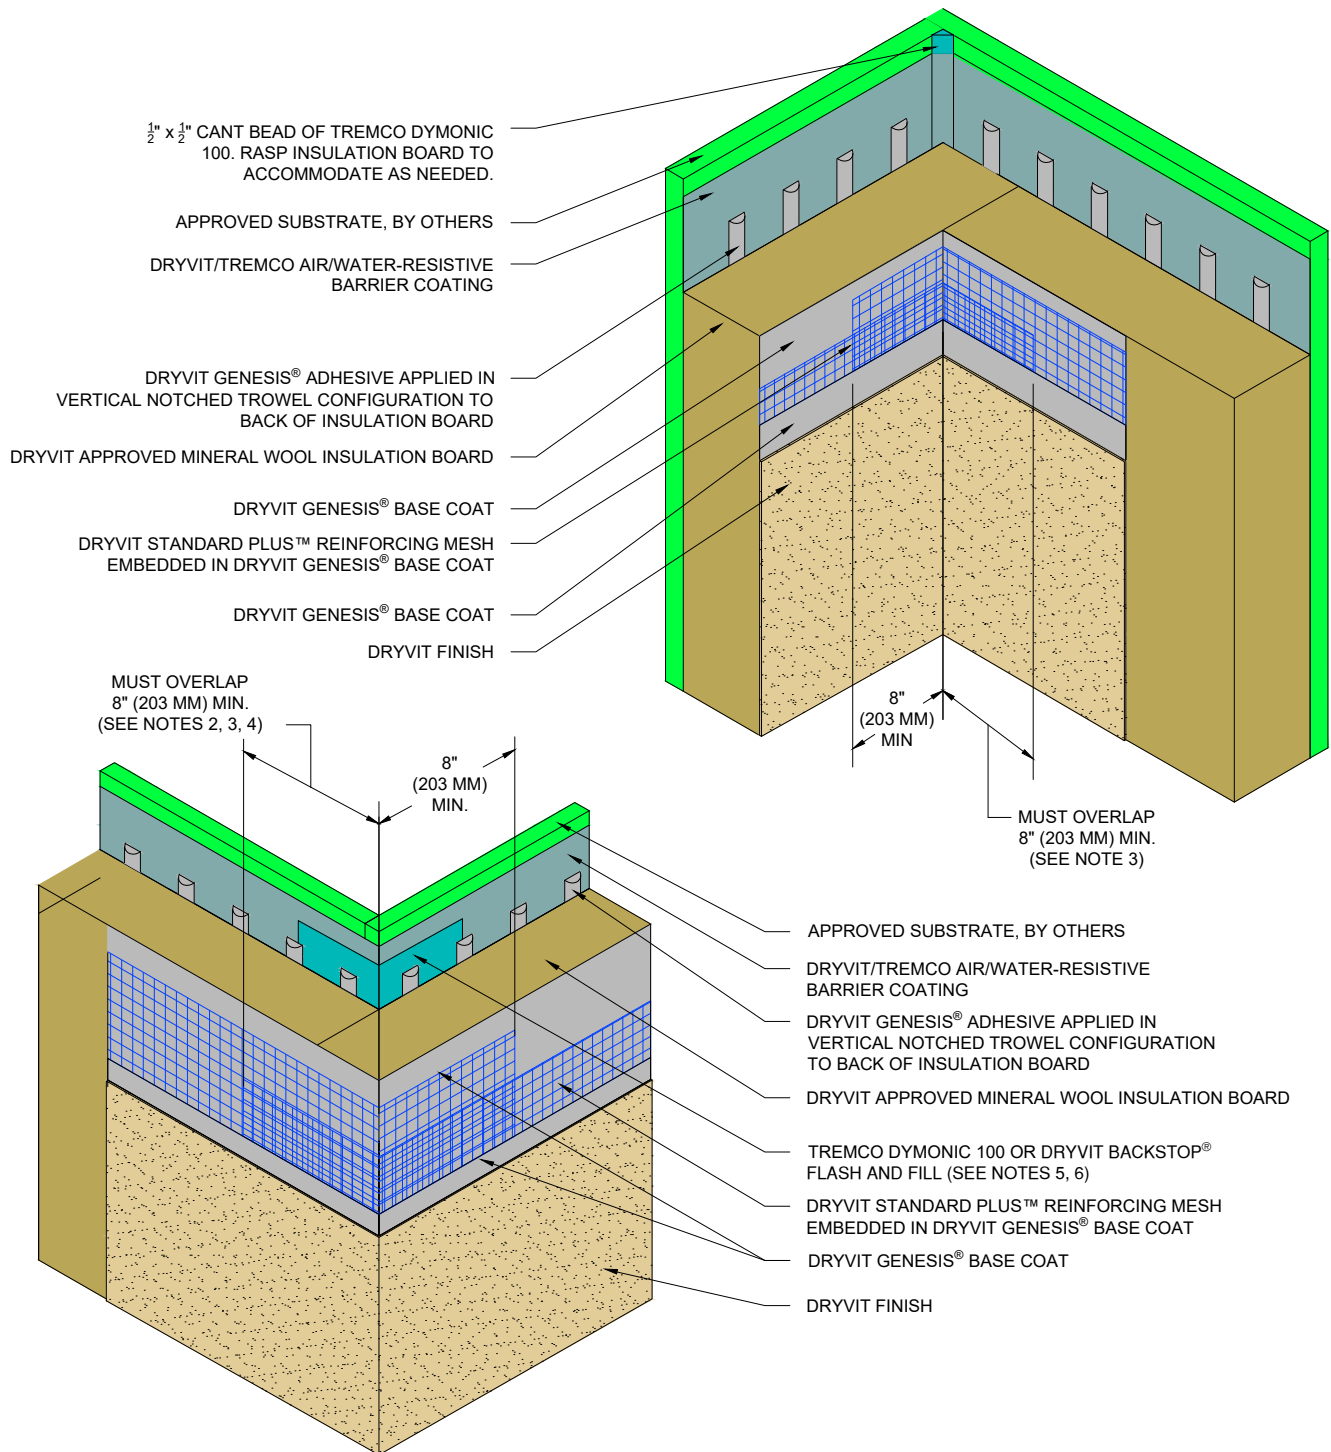 ½" x ½" CANT BEAD OF TREMCO DYMONIC
100. RASP INSULATION BOARD TO
ACCOMMODATE AS NEEDED.
APPROVED SUBSTRATE, BY OTHERS
DRYVIT/TREMCO AIR/WATER-RESISTIVE
BARRIER COATING
DRYVIT GENESIS® ADHESIVE APPLIED IN
VERTICAL NOTCHED TROWEL CONFIGURATION TO
BACK OF INSULATION BOARD
DRYVIT APPROVED MINERAL WOOL INSULATION BOARD
DRYVIT GENESIS® BASE COAT
DRYVIT STANDARD PLUS™ REINFORCING MESH
EMBEDDED IN DRYVIT GENESIS® BASE COAT
DRYVIT GENESIS® BASE COAT
DRYVIT FINISH
8"
(203 MM)
MIN
MUST OVERLAP
8" (203 MM) MIN.
(SEE NOTE 3)
MUST OVERLAP
8" (203 MM) MIN.
(SEE NOTES 2, 3, 4)
8"
(203 MM)
MIN.
APPROVED SUBSTRATE, BY OTHERS
DRYVIT/TREMCO AIR/WATER-RESISTIVE
BARRIER COATING
DRYVIT GENESIS® ADHESIVE APPLIED IN
VERTICAL NOTCHED TROWEL CONFIGURATION
TO BACK OF INSULATION BOARD
DRYVIT APPROVED MINERAL WOOL INSULATION BOARD
TREMCO DYMONIC 100 OR DRYVIT BACKSTOP®
FLASH AND FILL (SEE NOTES 5, 6)
DRYVIT STANDARD PLUS™ REINFORCING MESH
EMBEDDED IN DRYVIT GENESIS® BASE COAT
DRYVIT GENESIS® BASE COAT
DRYVIT FINISH